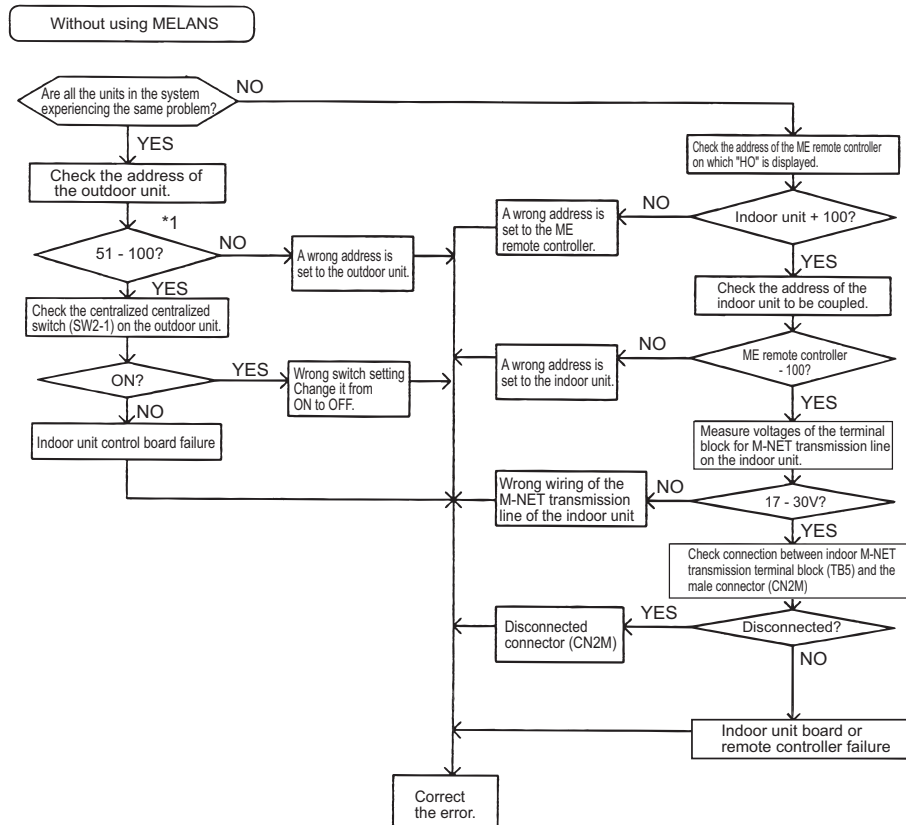 Without using MELANS
Are all the units in the system
experiencing the same problem?
NO
YES
Check the address of
the outdoor unit.
*1
51 - 100?
NO
A wrong address is
set to the outdoor unit.
YES
Check the centralized centralized
switch (SW2-1) on the outdoor unit.
ON?
YES
Wrong switch setting
Change it from
ON to OFF.
NO
Indoor unit control board failure
Check the address of the ME remote controller
on which "HO" is displayed.
Indoor unit + 100?
NO
A wrong address is
set to the ME
remote controller.
YES
Check the address of the
indoor unit to be coupled.
ME remote controller
- 100?
NO
A wrong address is
set to the indoor unit.
YES
Measure voltages of the terminal
block for M-NET transmission line
on the indoor unit.
17 - 30V?
NO
Wrong wiring of the
M-NET transmission
line of the indoor unit
YES
Check connection between indoor M-NET
transmission terminal block (TB5) and the
male connector (CN2M)
Disconnected?
YES
Disconnected
connector (CN2M)
NO
Indoor unit board or
remote controller failure
Correct
the error.